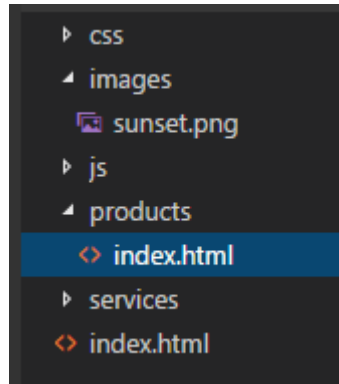 css
images
sunset.png
js
products
index.html
services
index.html